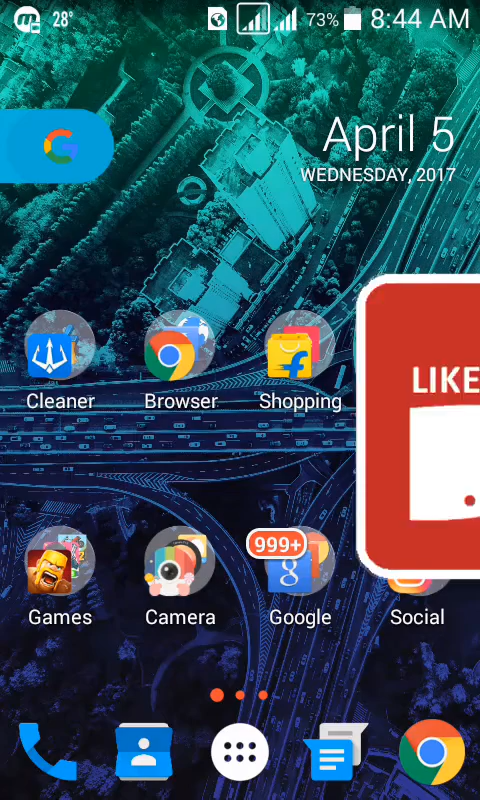 28°
73%
8:44 AM
G
April 5
WEDNESDAY, 2017
Cleaner
Browser
Shopping
LIKE
999+
Games
Camera
Google
Social